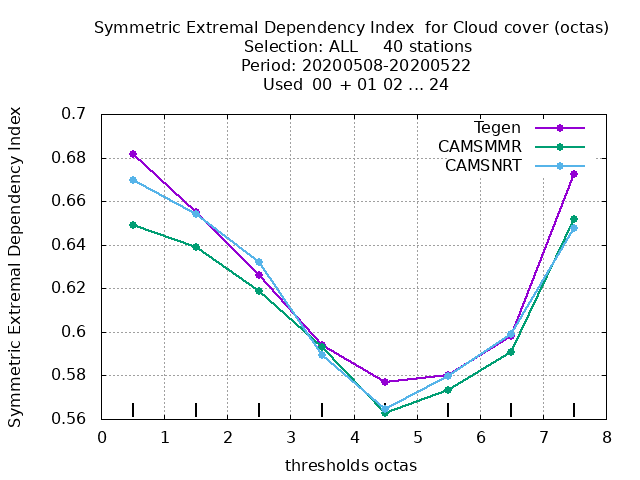 Symmetric Extremal Dependency Index  for Cloud cover (octas)
Selection: ALL     40 stations
Period: 20200508-20200522
Used  00 + 01 02 ... 24
Symmetric Extremal Dependency Index
0.7
0.68
0.66
0.64
0.62
0.6
0.58
0.56
Tegen
CAMSMMR
CAMSNRT
0 1 2 3 4 5 6 7 8
thresholds octas